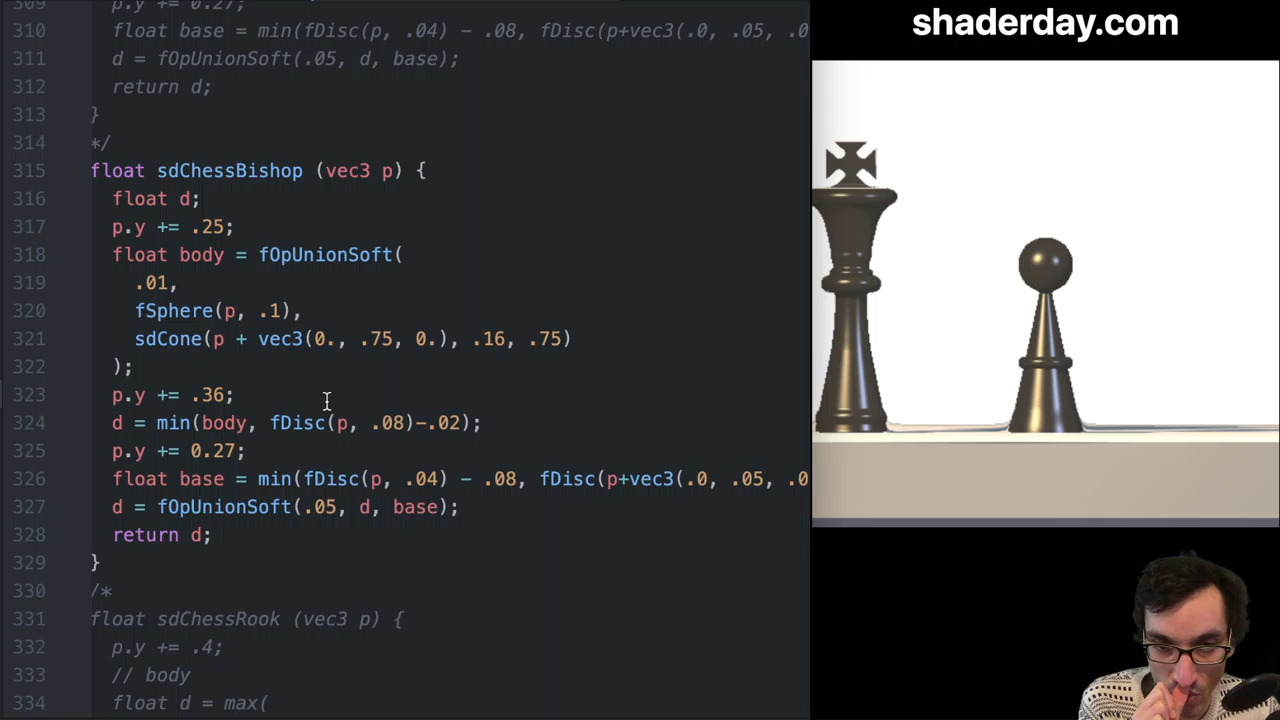 309 p.y += 0.27;
310 float base = min(fDisc(p, .04) - .08, fDisc(p+vec3(.0, .05, .0
311 d = fOpUnionSoft(.05, d, base);
312 return d;
313 }
314 */
315 float sdChessBishop (vec3 p) {
316 float d;
317 p.y += .25;
318 float body = fOpUnionSoft(
319 .01,
320 fSphere(p, .1),
321 sdCone(p + vec3(0., .75, 0.), .16, .75)
322 );
323 p.y += .36;
324 d = min(body, fDisc(p, .08)-.02);
325 p.y += 0.27;
326 float base = min(fDisc(p, .04) - .08, fDisc(p+vec3(.0, .05, .0
327 d = fOpUnionSoft(.05, d, base);
328 return d;
329 }
330 /*
331 float sdChessRook (vec3 p) {
332 p.y += .4;
333 // body
334 float d = max(
shaderday.com